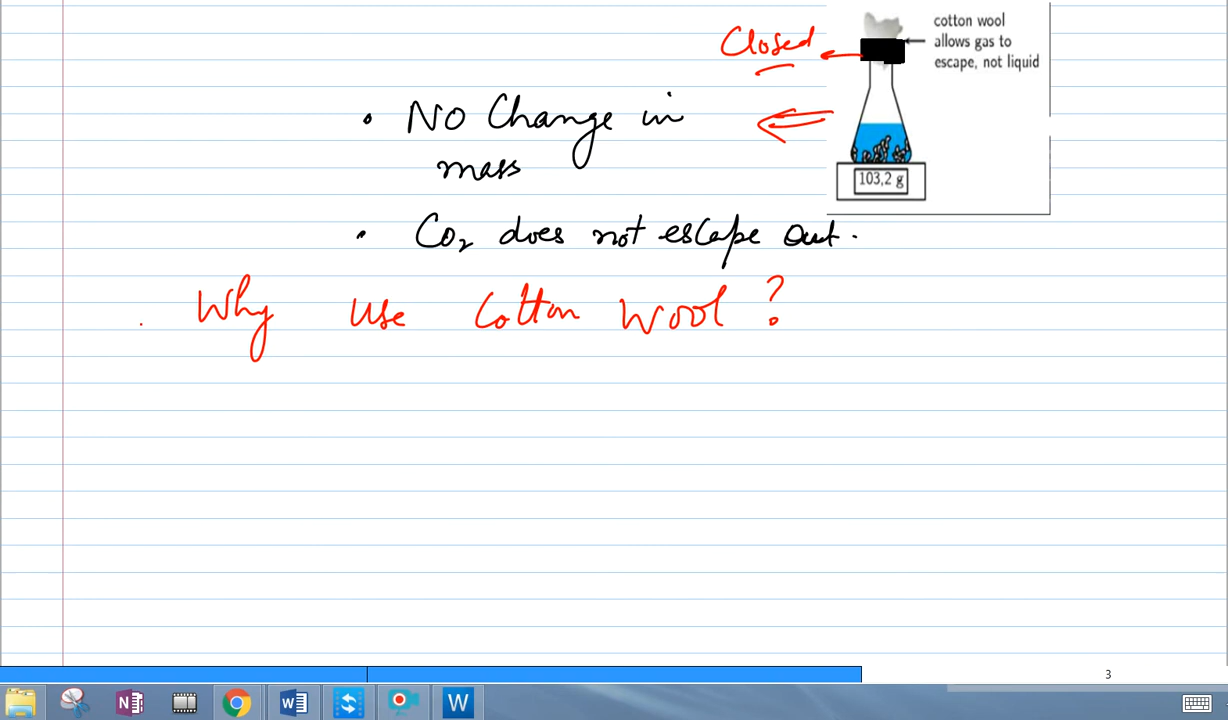 cotton wool
allows gas to
escape, not liquid
Closed
• NO Change in
mass
103,2 g
• CO₂ does not escape out.
Why use Cotton Wool?
3